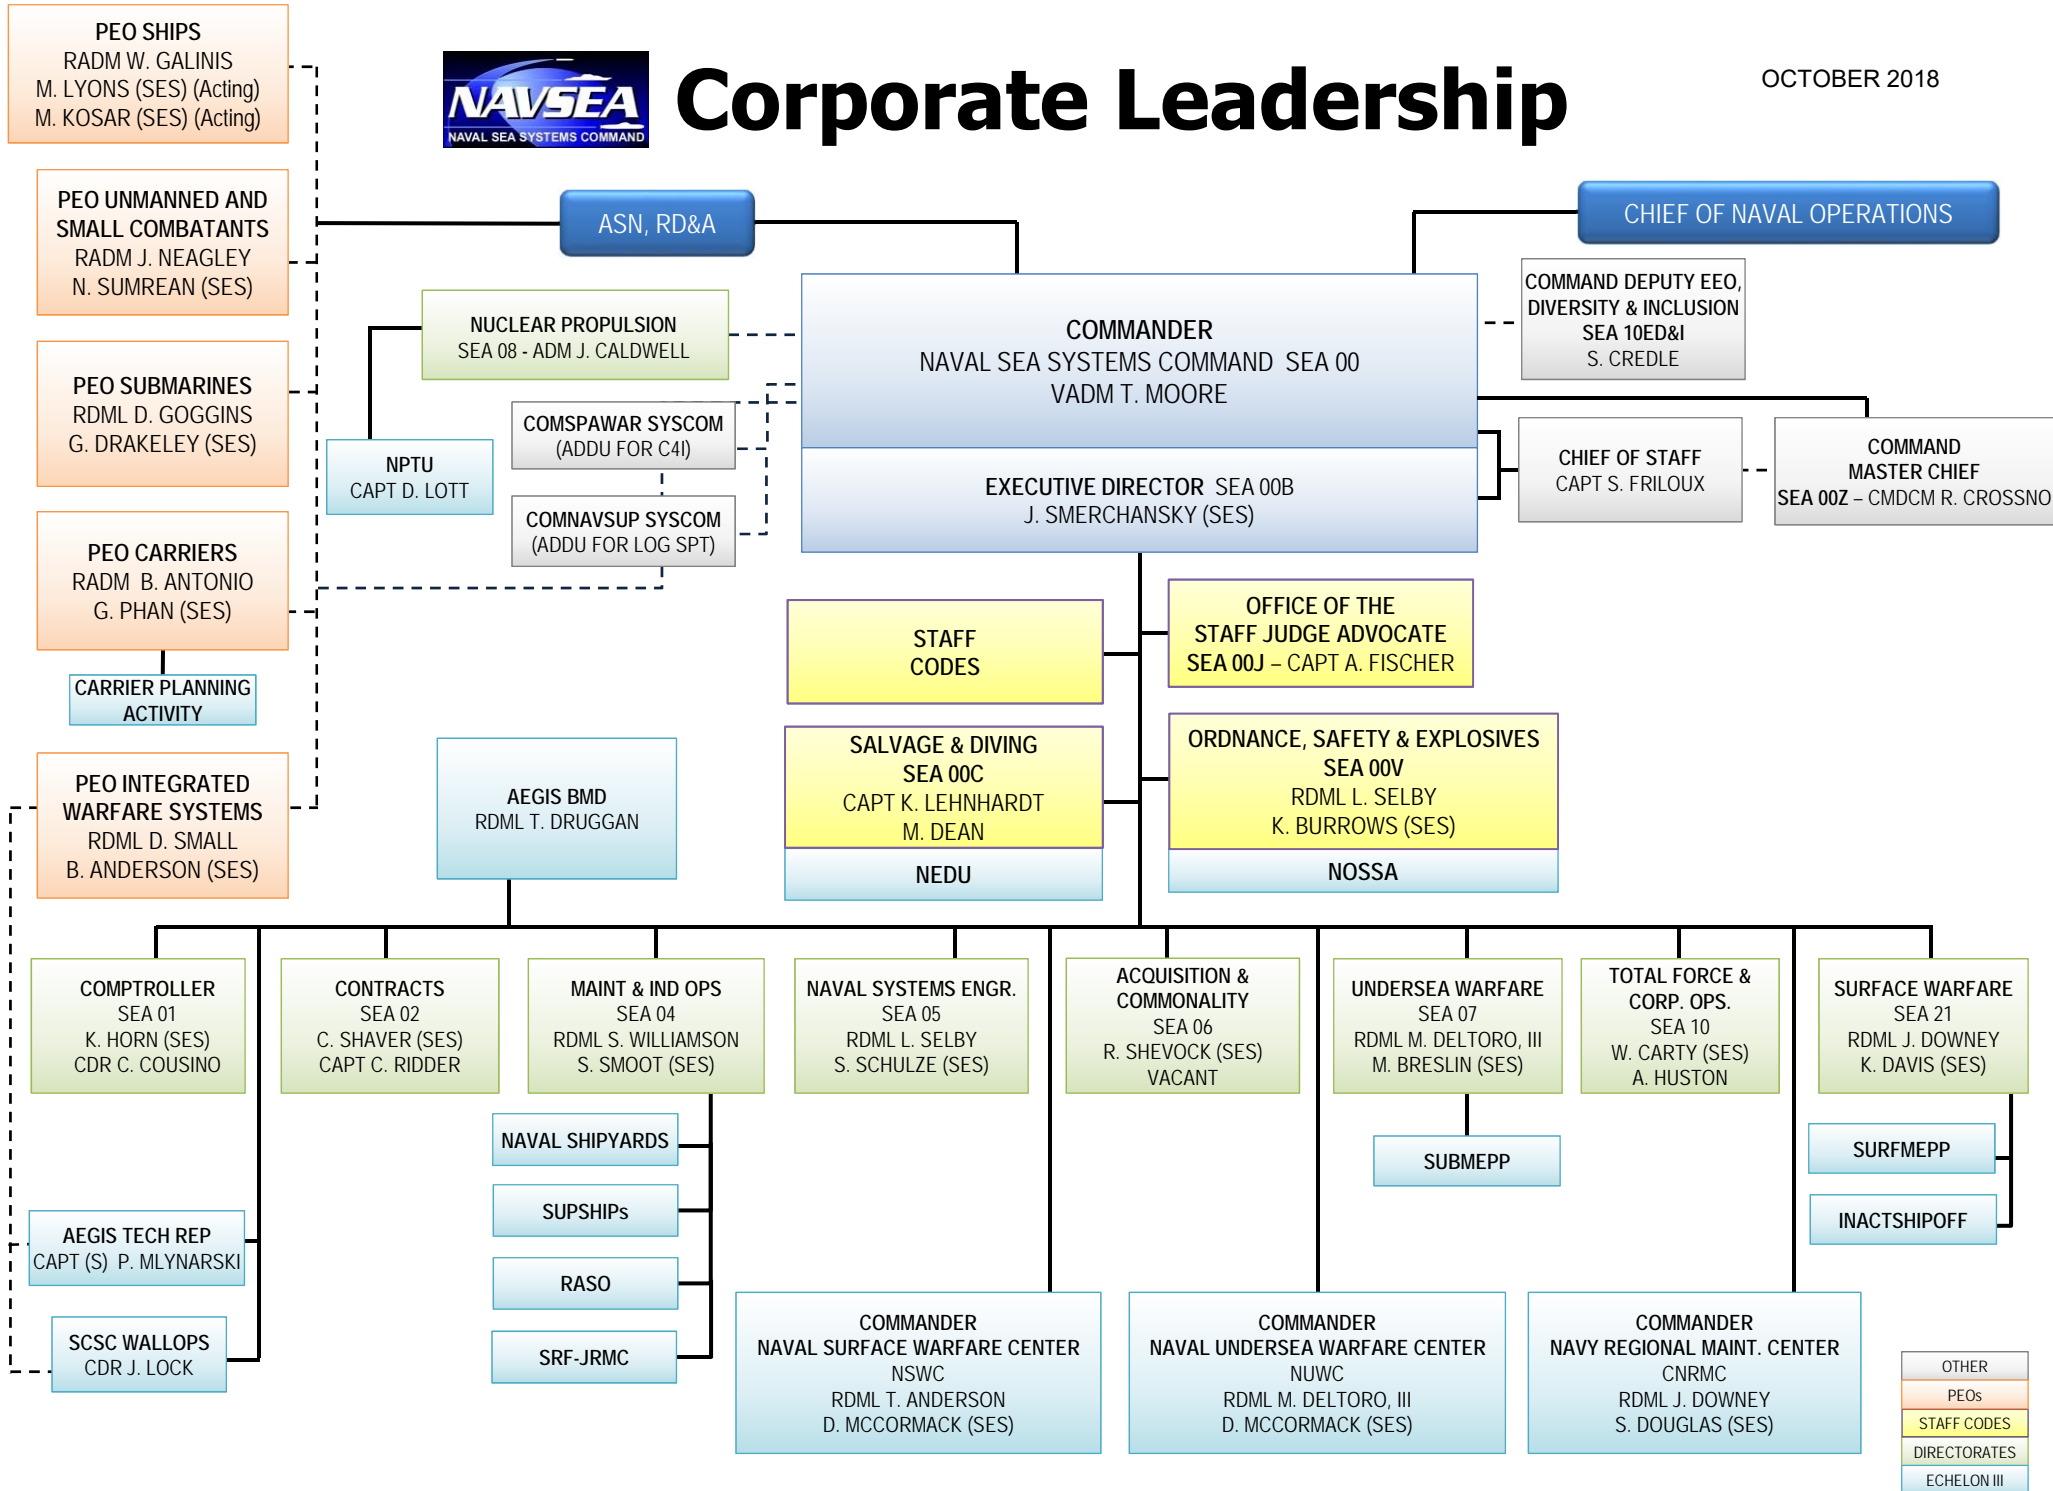 PEO SHIPS
RADM W. GALINIS
M. LYONS (SES) (Acting)
M. KOSAR (SES) (Acting)
NAVSEA
NAVAL SEA SYSTEMS COMMAND
Corporate Leadership
OCTOBER 2018
PEO UNMANNED AND
SMALL COMBATANTS
RADM J. NEAGLEY
N. SUMREAN (SES)
ASN, RD&A
CHIEF OF NAVAL OPERATIONS
NUCLEAR PROPULSION
SEA 08 - ADM J. CALDWELL
COMMANDER
NAVAL SEA SYSTEMS COMMAND SEA 00
VADM T. MOORE
COMMAND DEPUTY EEO,
DIVERSITY & INCLUSION
SEA 10ED&I
S. CREDLE
PEO SUBMARINES
RDML D. GOGGINS
G. DRAKELEY (SES)
NPTU
CAPT D. LOTT
COMSPAWAR SYSCOM
(ADDU FOR C4I)
COMNAVSUP SYSCOM
(ADDU FOR LOG SPT)
EXECUTIVE DIRECTOR SEA 00B
J. SMERCHANSKY (SES)
CHIEF OF STAFF
CAPT S. FRILOUX
COMMAND
MASTER CHIEF
SEA 00Z – CMDCM R. CROSSNO
PEO CARRIERS
RADM B. ANTONIO
G. PHAN (SES)
CARRIER PLANNING
ACTIVITY
STAFF
CODES
OFFICE OF THE
STAFF JUDGE ADVOCATE
SEA 00J – CAPT A. FISCHER
PEO INTEGRATED
WARFARE SYSTEMS
RDML D. SMALL
B. ANDERSON (SES)
AEGIS BMD
RDML T. DRUGGAN
SALVAGE & DIVING
SEA 00C
CAPT K. LEHNHARDT
M. DEAN
NEDU
ORDNANCE, SAFETY & EXPLOSIVES
SEA 00V
RDML L. SELBY
K. BURROWS (SES)
NOSSA
COMPTROLLER
SEA 01
K. HORN (SES)
CDR C. COUSINO
CONTRACTS
SEA 02
C. SHAVER (SES)
CAPT C. RIDDER
MAINT & IND OPS
SEA 04
RDML S. WILLIAMSON
S. SMOOT (SES)
NAVAL SYSTEMS ENGR.
SEA 05
RDML L. SELBY
S. SCHULZE (SES)
ACQUISITION &
COMMONALITY
SEA 06
R. SHEVOCK (SES)
VACANT
UNDERSEA WARFARE
SEA 07
RDML M. DELTORO, III
M. BRESLIN (SES)
TOTAL FORCE &
CORP. OPS.
SEA 10
W. CARTY (SES)
A. HUSTON
SURFACE WARFARE
SEA 21
RDML J. DOWNEY
K. DAVIS (SES)
NAVAL SHIPYARDS
SUPSHIPs
RASO
SRF-JRMC
SUBMEPP
SURFMEPP
INACTSHIPOFF
AEGIS TECH REP
CAPT (S) P. MLYNARSKI
SCSC WALLOPS
CDR J. LOCK
COMMANDER
NAVAL SURFACE WARFARE CENTER
NSWC
RDML T. ANDERSON
D. MCCORMACK (SES)
COMMANDER
NAVAL UNDERSEA WARFARE CENTER
NUWC
RDML M. DELTORO, III
D. MCCORMACK (SES)
COMMANDER
NAVY REGIONAL MAINT. CENTER
CNRMC
RDML J. DOWNEY
S. DOUGLAS (SES)
OTHER
PEOs
STAFF CODES
DIRECTORATES
ECHELON III